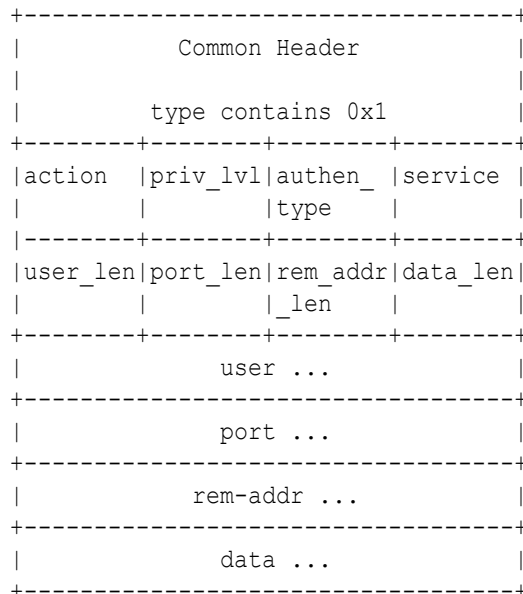 +-----------------------------------+
|           Common Header           |
|                                   |
|         type contains 0x1         |
+--------+--------+--------+--------+
|action  |priv_lvl|authen_ |service |
|        |        |type    |        |
|--------+--------+--------+--------+
|user_len|port_len|rem_addr|data_len|
|        |        |_len    |        |
+--------+--------+--------+--------+
|              user ...             |
+-----------------------------------+
|              port ...             |
+-----------------------------------+
|            rem-addr ...           |
+-----------------------------------+
|              data ...             |
+-----------------------------------+